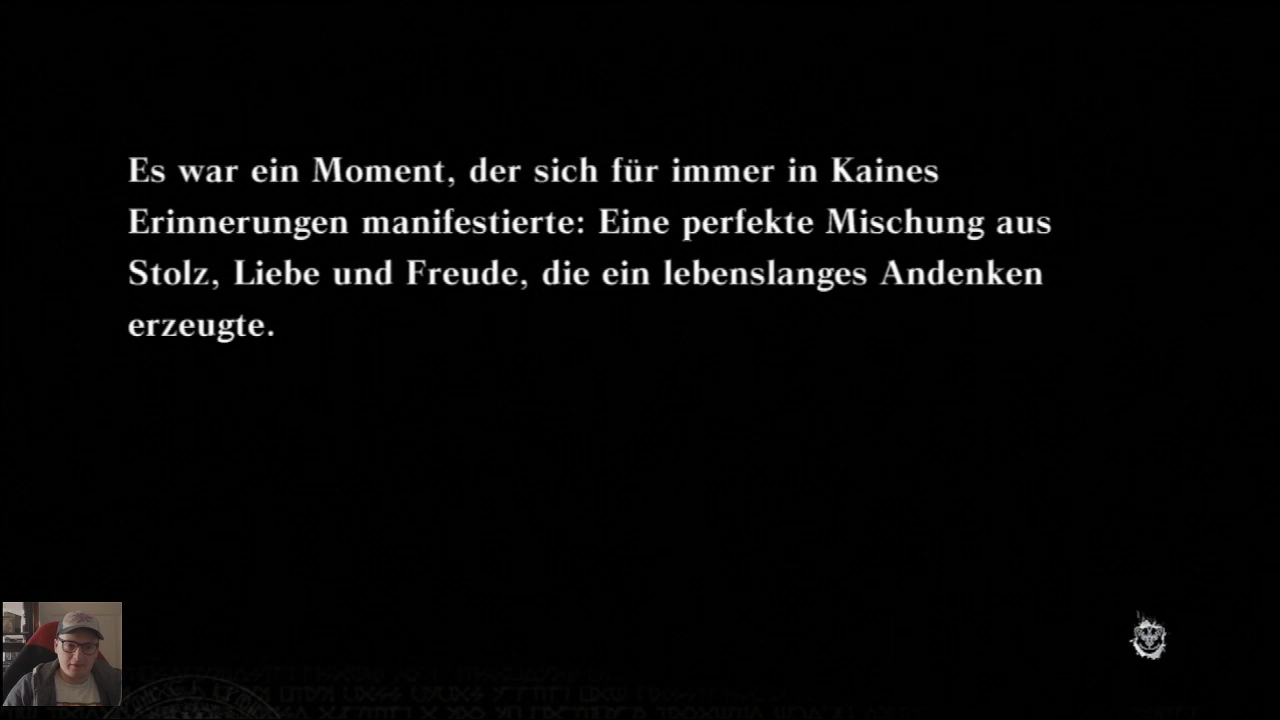 Es war ein Moment, der sich für immer in Kaines
Erinnerungen manifestierte: Eine perfekte Mischung aus
Stolz, Liebe und Freude, die ein lebenslanges Andenken
erzeugte.